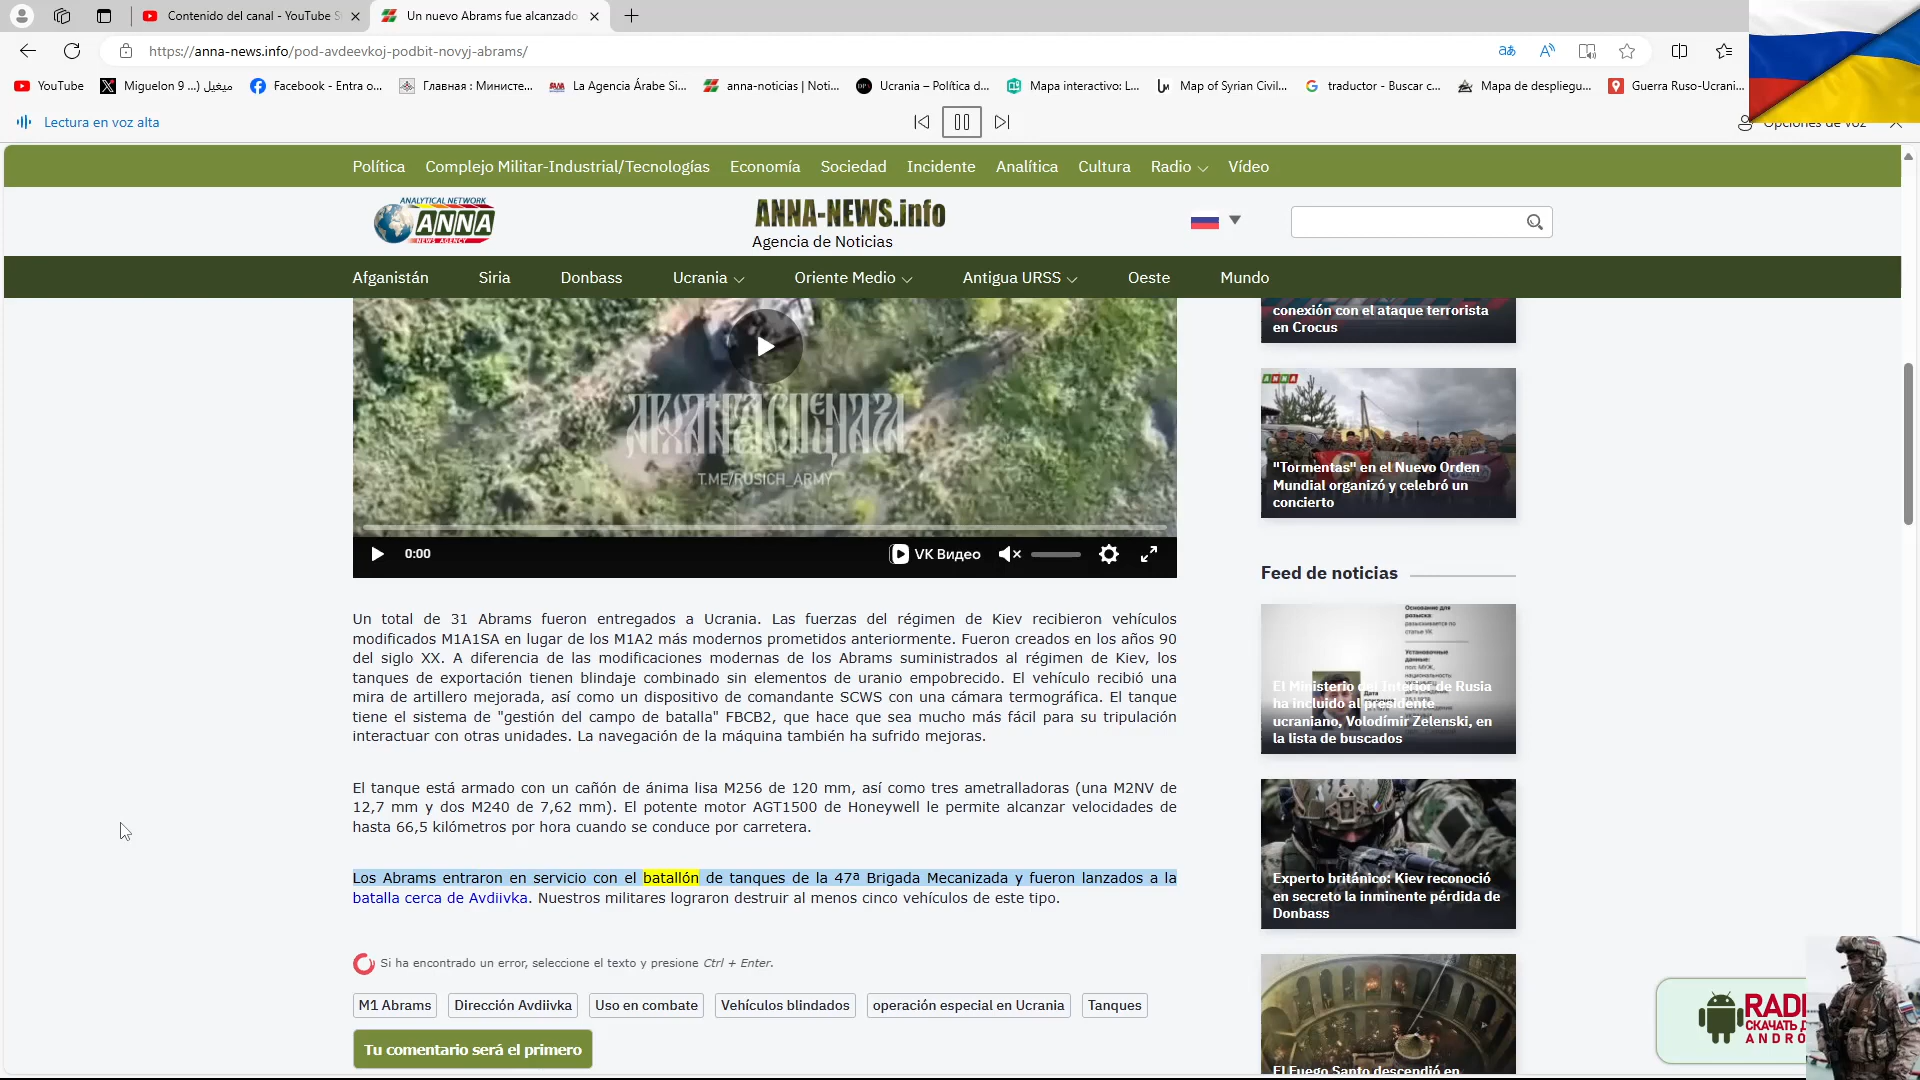 Contenido del canal - YouTube S
Un nuevo Abrams fue alcanzado
https://anna-news.info/pod-avdeevkoj-podbit-novyj-abrams/
YouTube
Miguelon 9 ...) ميغيل
Facebook - Entra o...
Главная : Министе...
La Agencia Árabe Si...
anna-noticias | Noti...
Ucrania – Política d...
Mapa interactivo: L...
Map of Syrian Civil...
traductor - Buscar c...
Mapa de despliegu...
Guerra Ruso-Ucrani...
Lectura en voz alta
Opciones de voz
Política Complejo Militar-Industrial/Tecnologías Economía Sociedad Incidente Analítica Cultura Radio Vídeo
ANALYTICAL NETWORK
ANNA
NEWS AGENCY
ANNA-NEWS.info
Agencia de Noticias
Afganistán Siria Donbass Ucrania Oriente Medio Antigua URSS Oeste Mundo
T.ME/RUSICH_ARMY
0:00
VK Видео
Un total de 31 Abrams fueron entregados a Ucrania. Las fuerzas del régimen de Kiev recibieron vehículos
modificados M1A1SA en lugar de los M1A2 más modernos prometidos anteriormente. Fueron creados en los años 90
del siglo XX. A diferencia de las modificaciones modernas de los Abrams suministrados al régimen de Kiev, los
tanques de exportación tienen blindaje combinado sin elementos de uranio empobrecido. El vehículo recibió una
mira de artillero mejorada, así como un dispositivo de comandante SCWS con una cámara termográfica. El tanque
tiene el sistema de "gestión del campo de batalla" FBCB2, que hace que sea mucho más fácil para su tripulación
interactuar con otras unidades. La navegación de la máquina también ha sufrido mejoras.
El tanque está armado con un cañón de ánima lisa M256 de 120 mm, así como tres ametralladoras (una M2NV de
12,7 mm y dos M240 de 7,62 mm). El potente motor AGT1500 de Honeywell le permite alcanzar velocidades de
hasta 66,5 kilómetros por hora cuando se conduce por carretera.
Los Abrams entraron en servicio con el batallón de tanques de la 47ª Brigada Mecanizada y fueron lanzados a la
batalla cerca de Avdiivka. Nuestros militares lograron destruir al menos cinco vehículos de este tipo.
Si ha encontrado un error, seleccione el texto y presione Ctrl + Enter.
M1 Abrams
Dirección Avdiivka
Uso en combate
Vehículos blindados
operación especial en Ucrania
Tanques
Tu comentario será el primero
conexión con el ataque terrorista
en Crocus
ANNA
"Tormentas" en el Nuevo Orden
Mundial organizó y celebró un
concierto
Feed de noticias
Основание для
розыска
разыскивается по
статье УК
Установочные
данные:
пол: МУЖ,
национальность:
Дата
El Ministerio del Interior de Rusia
ha incluido al presidente
ucraniano, Volodímir Zelenski, en
la lista de buscados
Experto británico: Kiev reconoció
en secreto la inminente pérdida de
Donbass
El Fuego Santo descendió en
RADI
СКАЧАТЬ Д
ANDRO